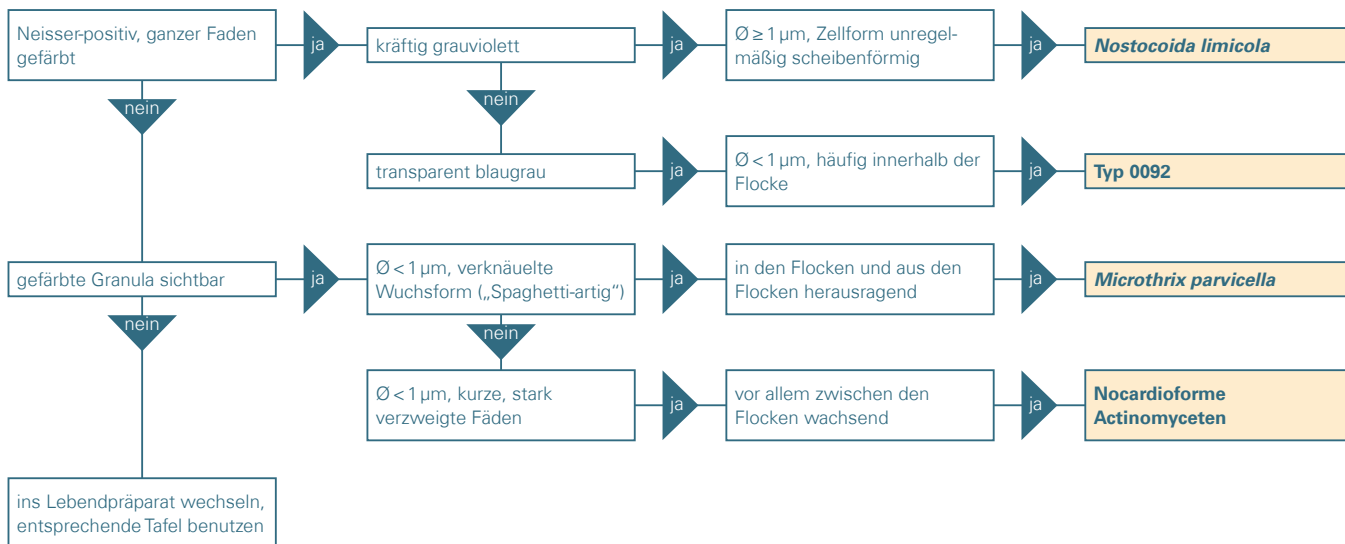 Neisser-positiv, ganzer Faden
gefärbt
ja
kräftig grauviolett
ja
Ø ≥ 1 µm, Zellform unregel-
mäßig scheibenförmig
ja
Nostocoida limicola
nein
nein
transparent blaugrau
ja
Ø < 1 µm, häufig innerhalb der
Flocke
ja
Typ 0092
gefärbte Granula sichtbar
ja
Ø < 1 µm, verknäuelte
Wuchsform („Spaghetti-artig“)
ja
in den Flocken und aus den
Flocken herausragend
ja
Microthrix parvicella
nein
nein
Ø < 1 µm, kurze, stark
verzweigte Fäden
ja
vor allem zwischen den
Flocken wachsend
ja
Nocardioforme
Actinomyceten
ins Lebendpräparat wechseln,
entsprechende Tafel benutzen